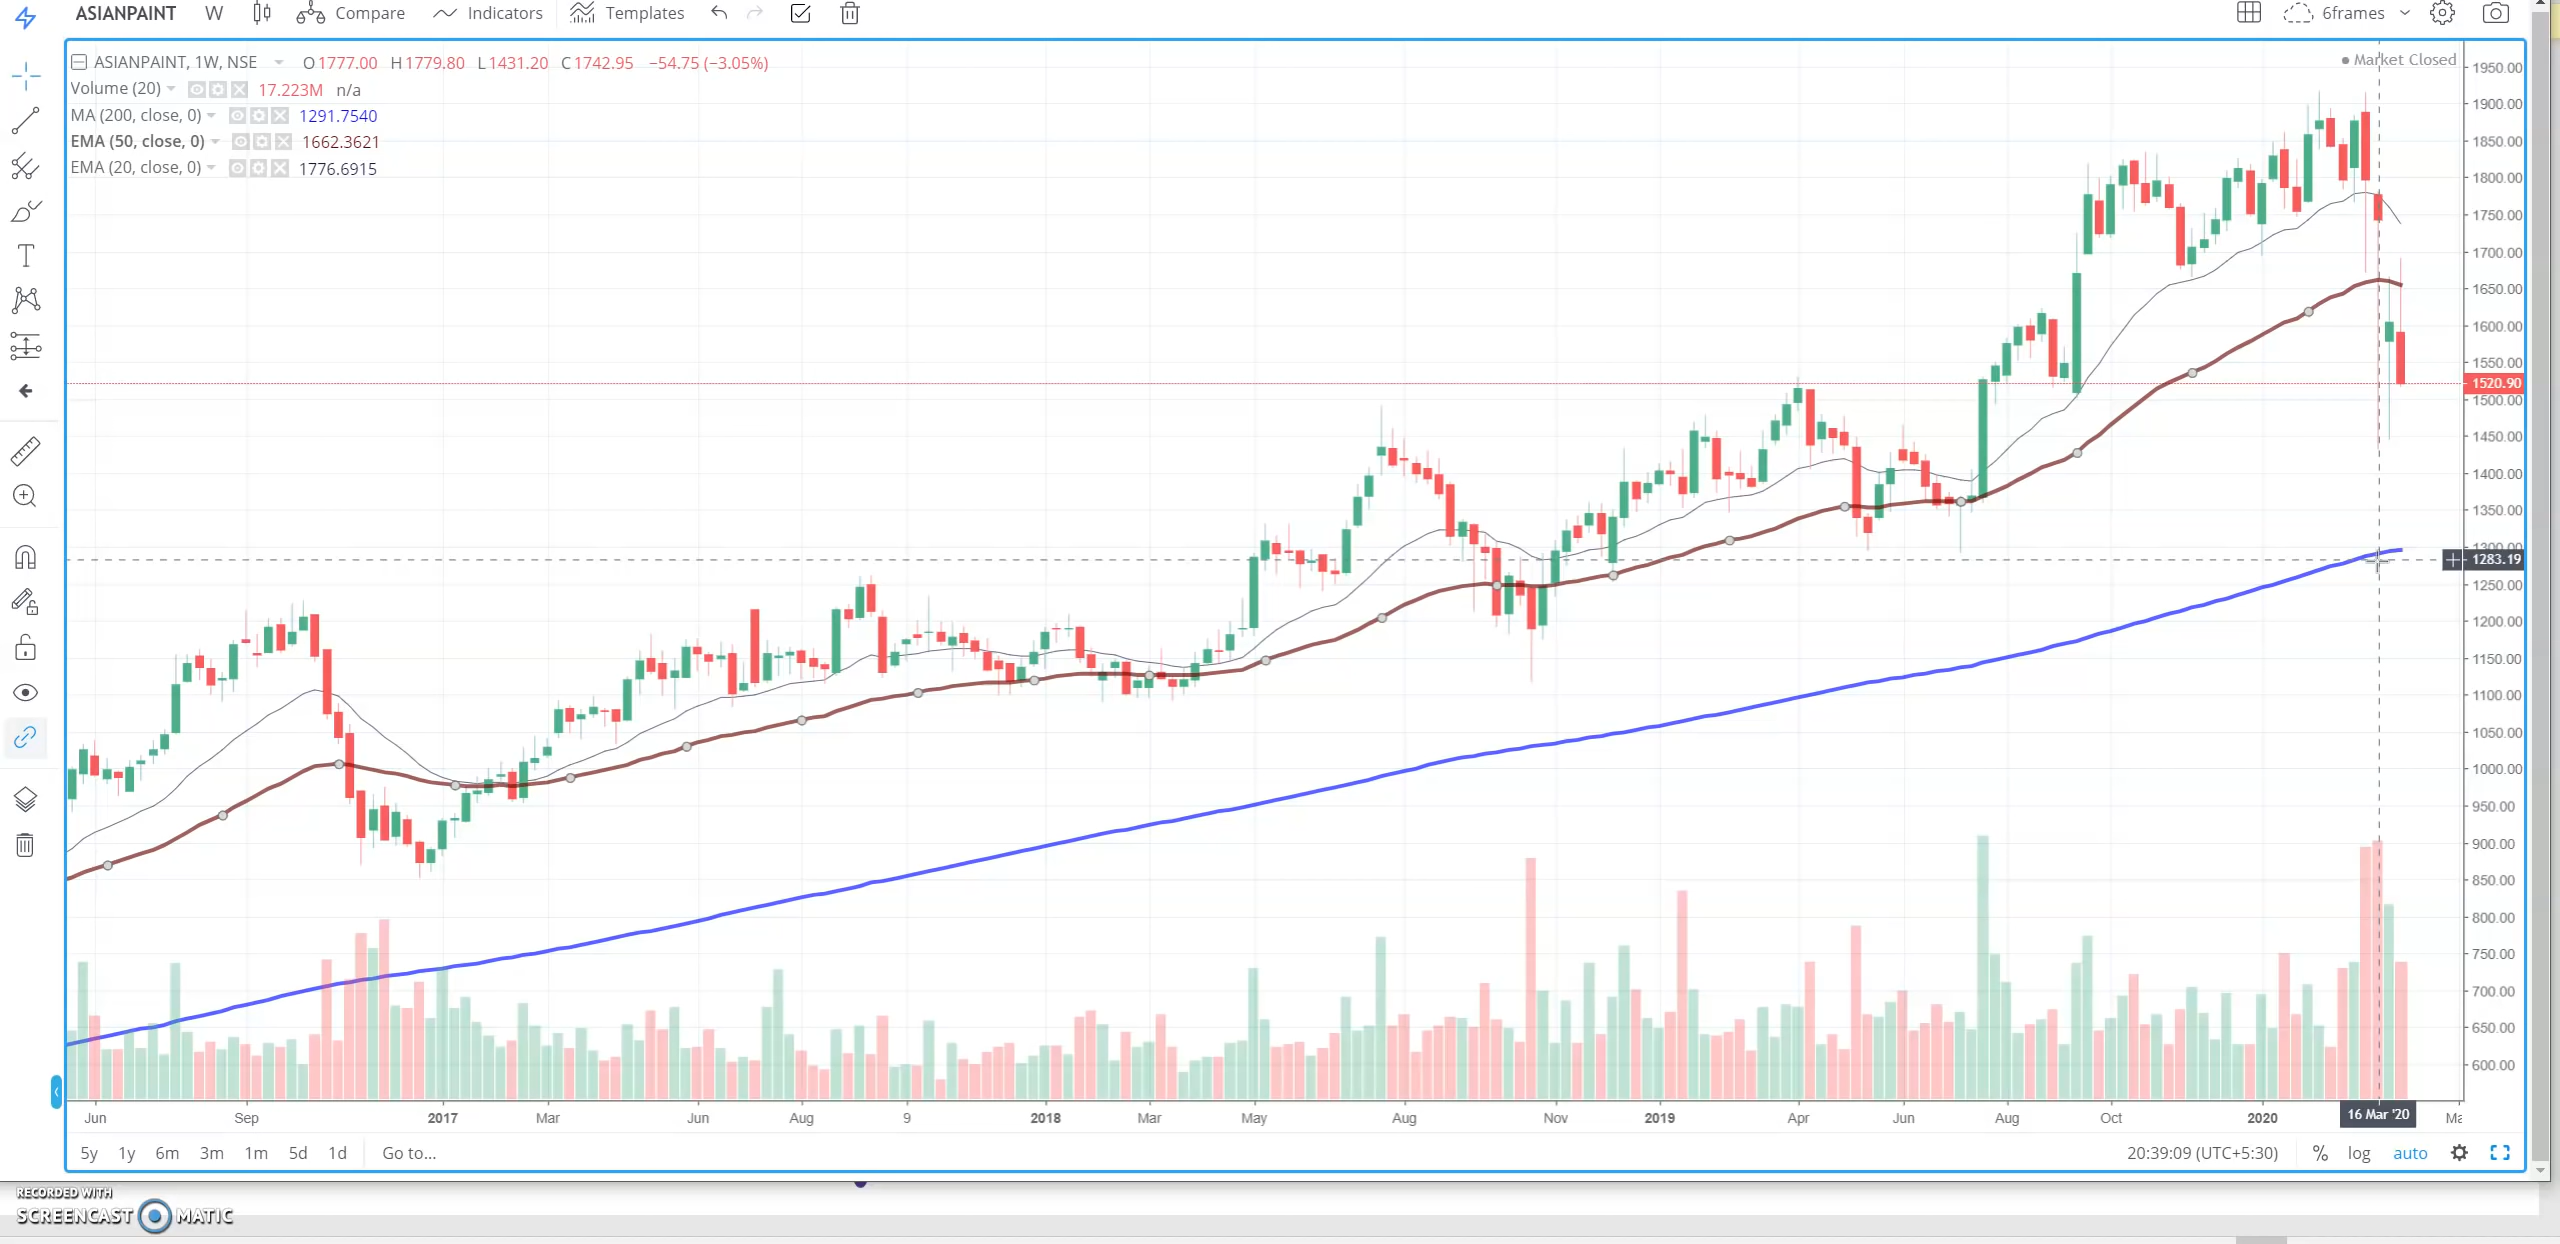 ASIANPAINT W Compare Indicators Templates 6frames
ASIANPAINT, 1W, NSE O1777.00 H1779.80 L1431.20 C1742.95 −54.75 (−3.05%)
Market Closed
Volume (20) 17.223M n/a
MA (200, close, 0) 1291.7540
EMA (50, close, 0) 1662.3621
EMA (20, close, 0) 1776.6915
1950.00
1900.00
1850.00
1800.00
1750.00
1700.00
1650.00
1600.00
1550.00
1520.90
1500.00
1450.00
1400.00
1350.00
1300.00
1283.19
1250.00
1200.00
1150.00
1100.00
1050.00
1000.00
950.00
900.00
850.00
800.00
750.00
700.00
650.00
600.00
Jun Sep 2017 Mar Jun Aug 9 2018 Mar May Aug Nov 2019 Apr Jun Aug Oct 2020 16 Mar '20
5y 1y 6m 3m 1m 5d 1d Go to... 20:39:09 (UTC+5:30) % log auto
RECORDED WITH
SCREENCAST MATIC